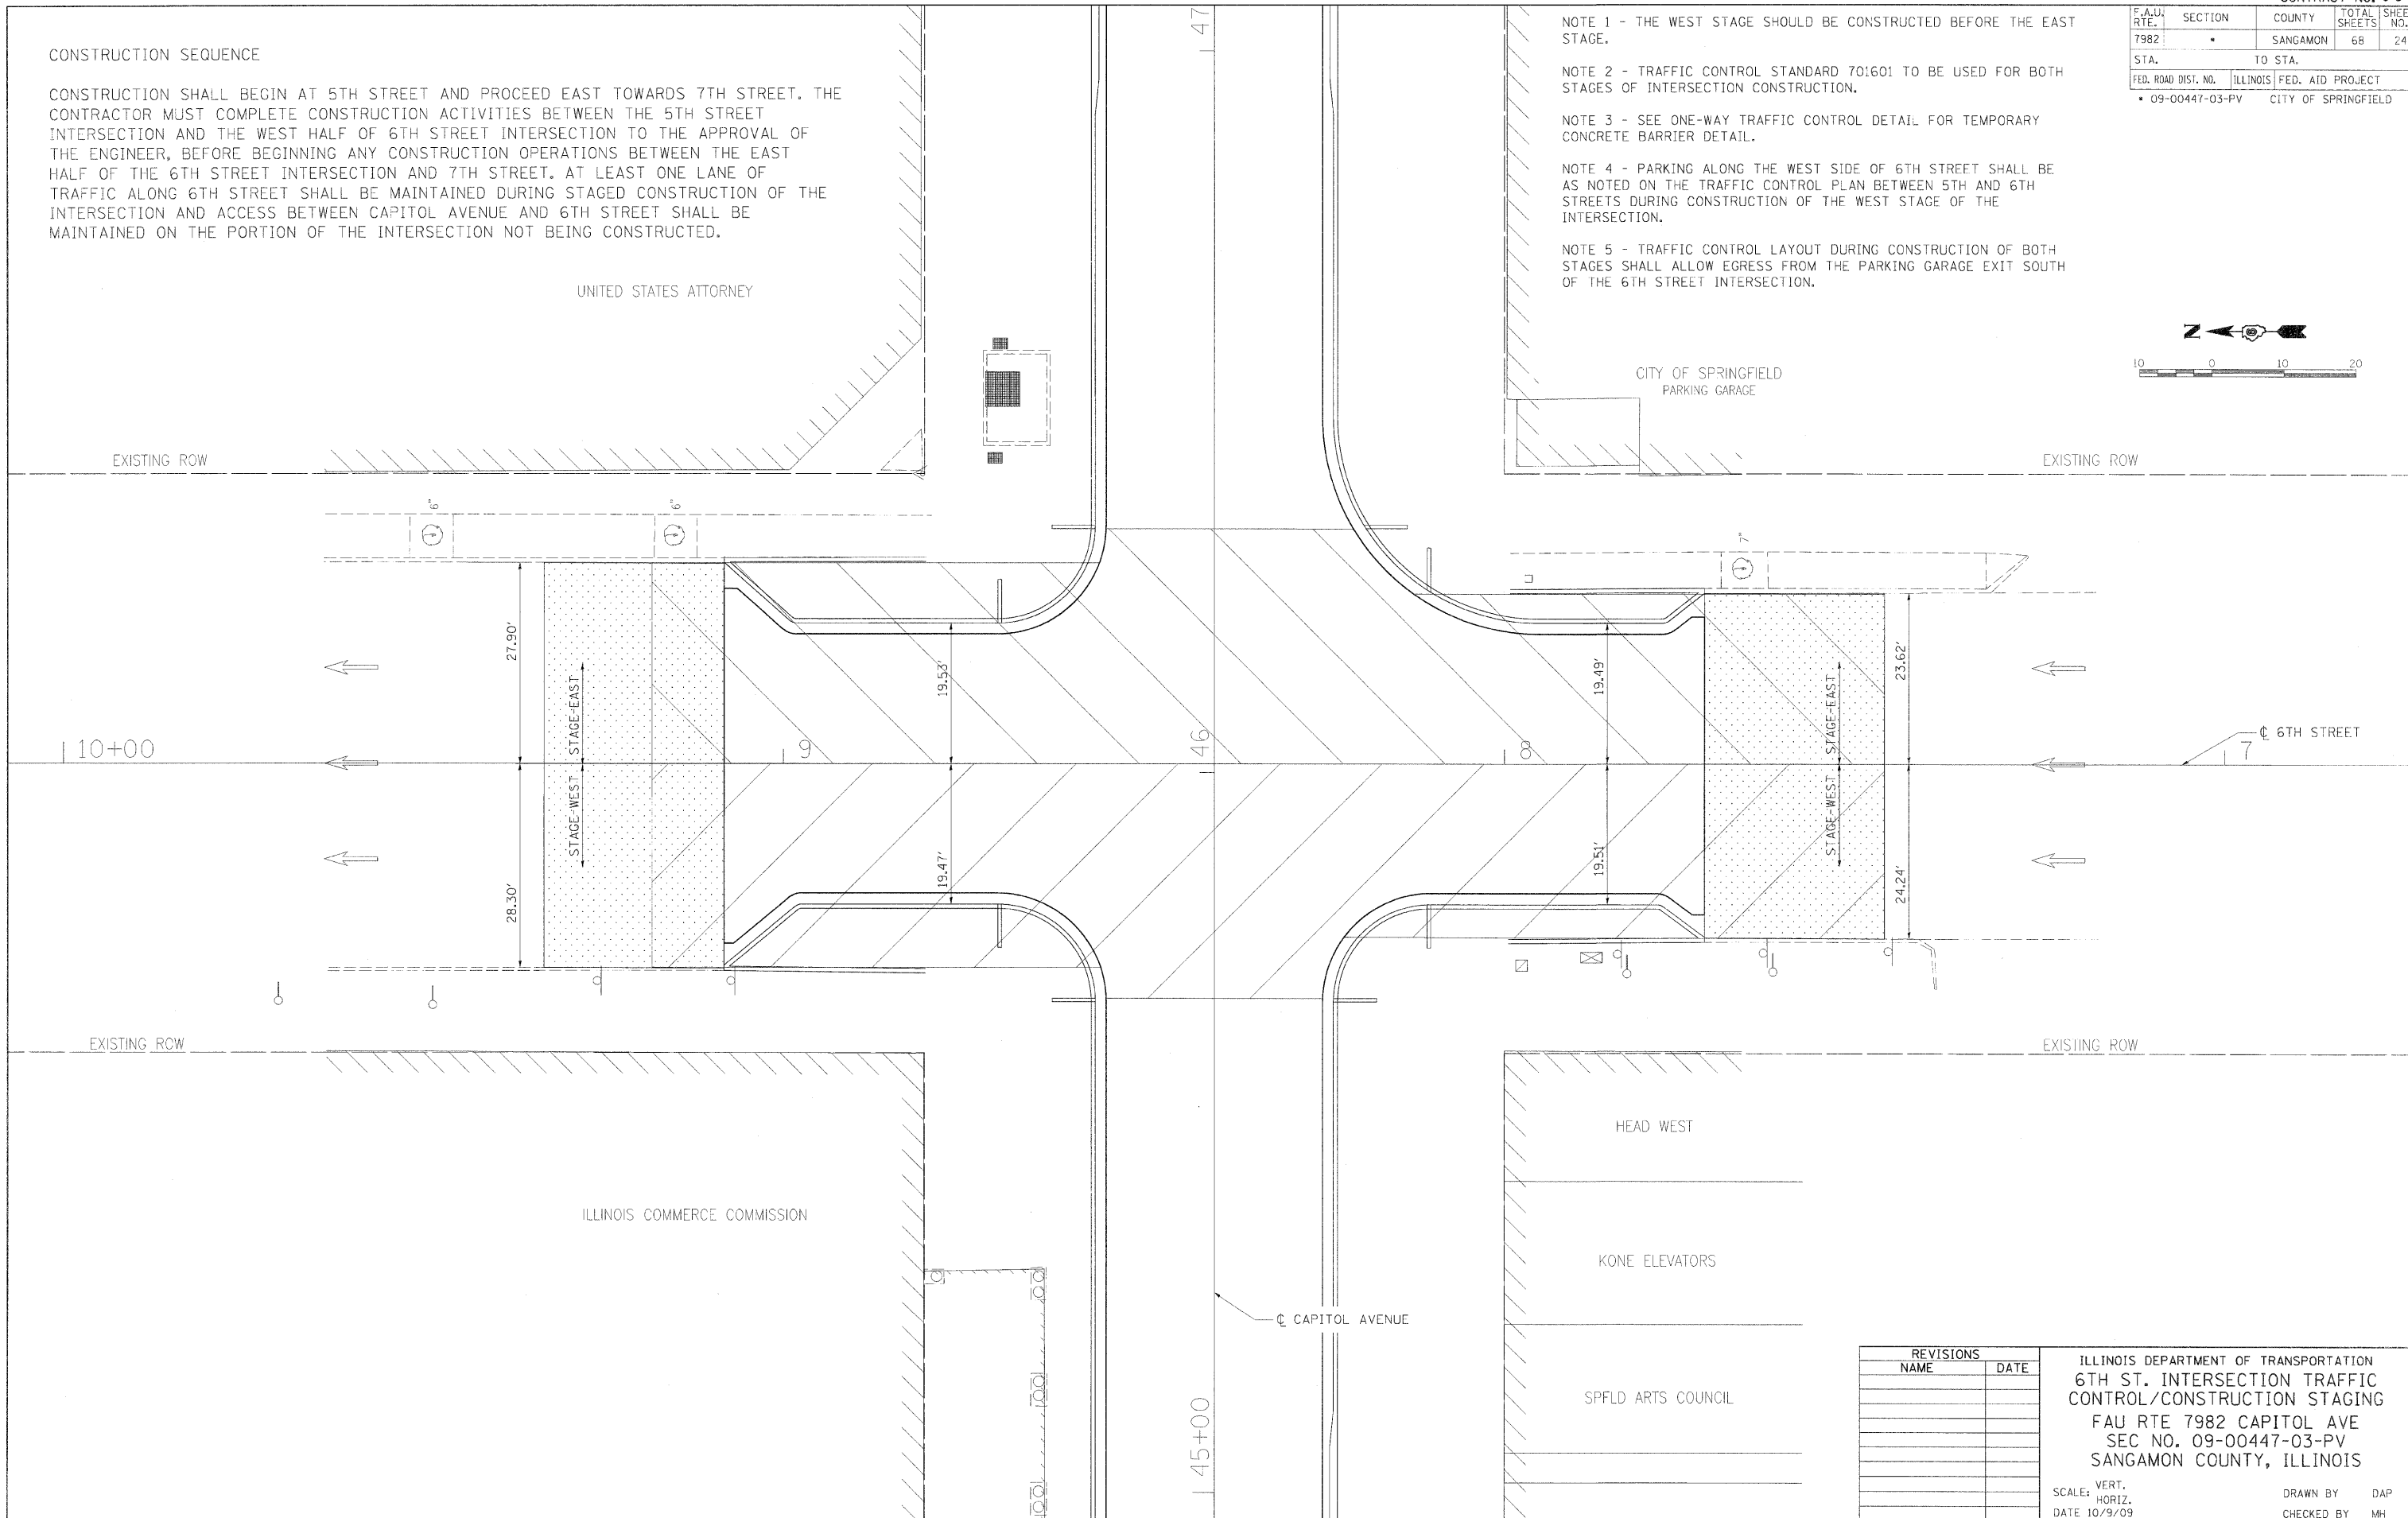 CONSTRUCTION SEQUENCE
CONSTRUCTION SHALL BEGIN AT 5TH STREET AND PROCEED EAST TOWARDS 7TH STREET. THE
CONTRACTOR MUST COMPLETE CONSTRUCTION ACTIVITIES BETWEEN THE 5TH STREET
INTERSECTION AND THE WEST HALF OF 6TH STREET INTERSECTION TO THE APPROVAL OF
THE ENGINEER, BEFORE BEGINNING ANY CONSTRUCTION OPERATIONS BETWEEN THE EAST
HALF OF THE 6TH STREET INTERSECTION AND 7TH STREET. AT LEAST ONE LANE OF
TRAFFIC ALONG 6TH STREET SHALL BE MAINTAINED DURING STAGED CONSTRUCTION OF THE
INTERSECTION AND ACCESS BETWEEN CAPITOL AVENUE AND 6TH STREET SHALL BE
MAINTAINED ON THE PORTION OF THE INTERSECTION NOT BEING CONSTRUCTED.
UNITED STATES ATTORNEY
47
NOTE 1 - THE WEST STAGE SHOULD BE CONSTRUCTED BEFORE THE EAST
STAGE.
NOTE 2 - TRAFFIC CONTROL STANDARD 701601 TO BE USED FOR BOTH
STAGES OF INTERSECTION CONSTRUCTION.
NOTE 3 - SEE ONE-WAY TRAFFIC CONTROL DETAIL FOR TEMPORARY
CONCRETE BARRIER DETAIL.
NOTE 4 - PARKING ALONG THE WEST SIDE OF 6TH STREET SHALL BE
AS NOTED ON THE TRAFFIC CONTROL PLAN BETWEEN 5TH AND 6TH
STREETS DURING CONSTRUCTION OF THE WEST STAGE OF THE
INTERSECTION.
NOTE 5 - TRAFFIC CONTROL LAYOUT DURING CONSTRUCTION OF BOTH
STAGES SHALL ALLOW EGRESS FROM THE PARKING GARAGE EXIT SOUTH
OF THE 6TH STREET INTERSECTION.
F.A.U. RTE. SECTION COUNTY TOTAL SHEETS NO.
7982 * SANGAMON 68 24
STA. TO STA.
FED. ROAD DIST. NO. ILLINOIS FED. AID PROJECT
* 09-00447-03-PV CITY OF SPRINGFIELD
N
10 0 10 20
CITY OF SPRINGFIELD
PARKING GARAGE
EXISTING ROW
EXISTING ROW
6"
6"
7"
27.90'
STAGE-EAST
19.53'
19.49'
STAGE-EAST
23.62'
10+00
9
46
8
℄ 6TH STREET
7
28.30'
STAGE-WEST
19.47'
19.51'
STAGE-WEST
24.24'
EXISTING ROW
EXISTING ROW
HEAD WEST
ILLINOIS COMMERCE COMMISSION
KONE ELEVATORS
℄ CAPITOL AVENUE
SPFLD ARTS COUNCIL
45+00
REVISIONS
NAME DATE
ILLINOIS DEPARTMENT OF TRANSPORTATION
6TH ST. INTERSECTION TRAFFIC
CONTROL/CONSTRUCTION STAGING
FAU RTE 7982 CAPITOL AVE
SEC NO. 09-00447-03-PV
SANGAMON COUNTY, ILLINOIS
SCALE: VERT.
HORIZ.
DRAWN BY DAP
DATE 10/9/09
CHECKED BY MH